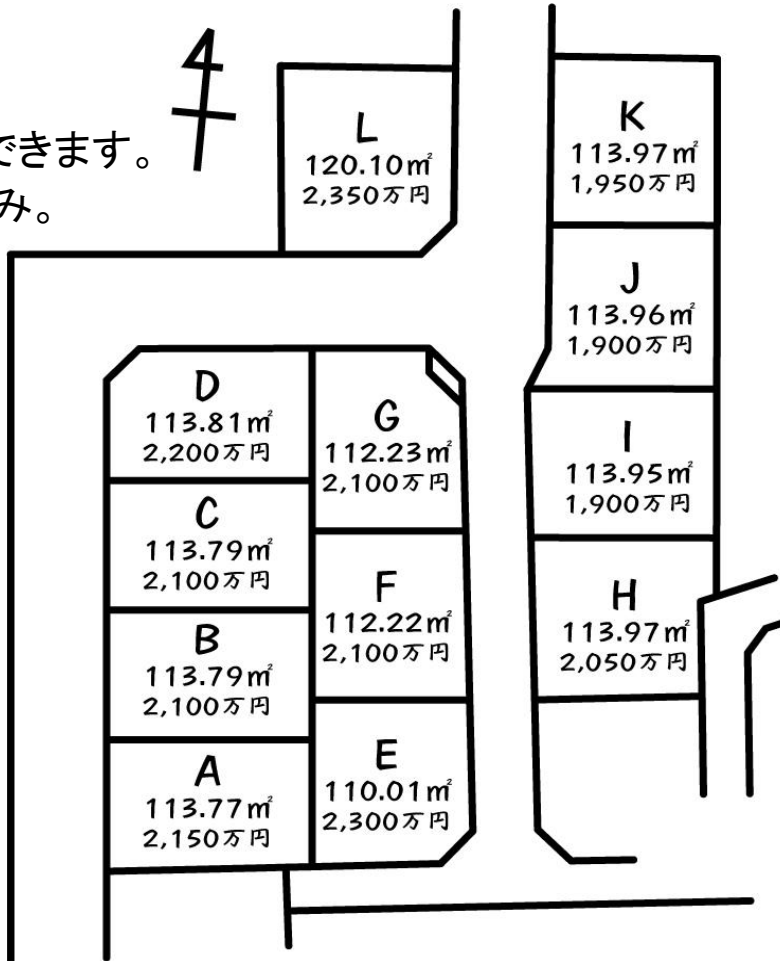 できます。
み。
L
120.10㎡
2,350万円
K
113.97㎡
1,950万円
J
113.96㎡
1,900万円
D
113.81㎡
2,200万円
G
112.23㎡
2,100万円
I
113.95㎡
1,900万円
C
113.79㎡
2,100万円
F
112.22㎡
2,100万円
H
113.97㎡
2,050万円
B
113.79㎡
2,100万円
A
113.77㎡
2,150万円
E
110.01㎡
2,300万円